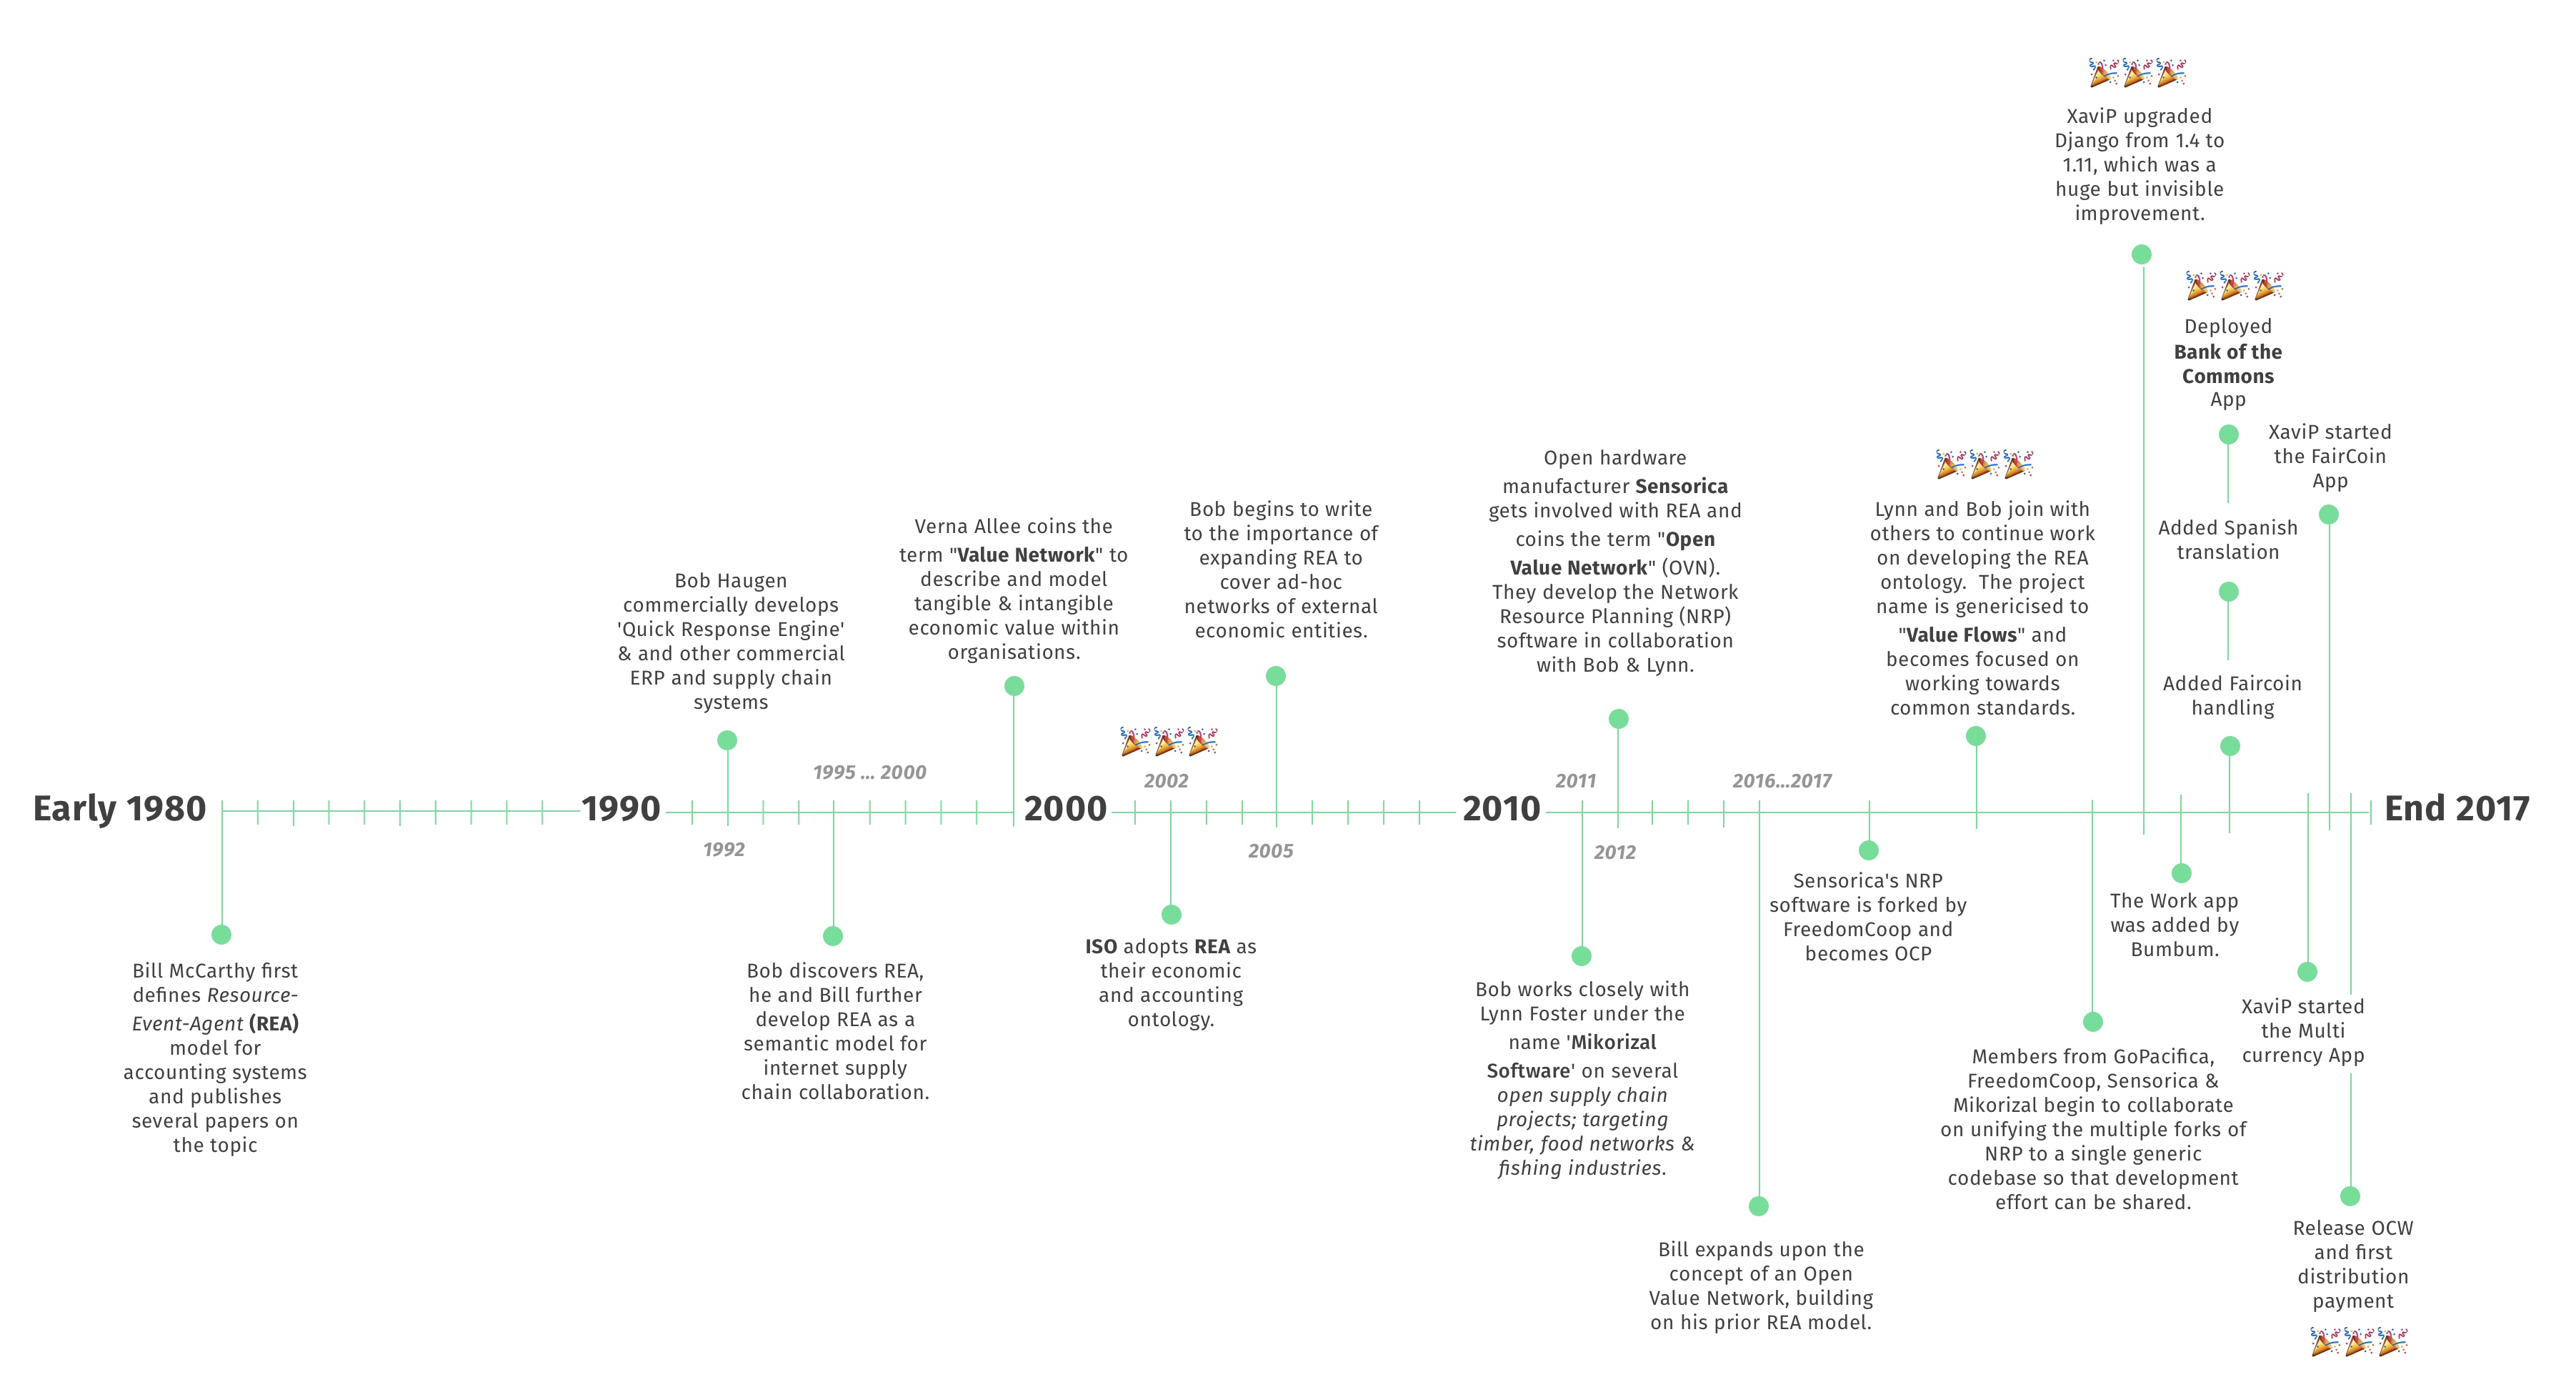 XaviP upgraded
Django from 1.4 to
1.11, which was a
huge but invisible
improvement.
Deployed
Bank of the
Commons
App
XaviP started
the FairCoin
App
Added Spanish
translation
Added Faircoin
handling
Bob Haugen
commercially develops
'Quick Response Engine'
& and other commercial
ERP and supply chain
systems
Verna Allee coins the
term "Value Network" to
describe and model
tangible & intangible
economic value within
organisations.
Bob begins to write
to the importance of
expanding REA to
cover ad-hoc
networks of external
economic entities.
Open hardware
manufacturer Sensorica
gets involved with REA and
coins the term "Open
Value Network" (OVN).
They develop the Network
Resource Planning (NRP)
software in collaboration
with Bob & Lynn.
Lynn and Bob join with
others to continue work
on developing the REA
ontology. The project
name is genericised to
"Value Flows" and
becomes focused on
working towards
common standards.
1995 ... 2000
2002
2011
2016...2017
Early 1980
1990
2000
2010
End 2017
1992
2005
2012
Bill McCarthy first
defines Resource-
Event-Agent (REA)
model for
accounting systems
and publishes
several papers on
the topic
Bob discovers REA,
he and Bill further
develop REA as a
semantic model for
internet supply
chain collaboration.
ISO adopts REA as
their economic
and accounting
ontology.
Bob works closely with
Lynn Foster under the
name 'Mikorizal
Software' on several
open supply chain
projects; targeting
timber, food networks &
fishing industries.
Bill expands upon the
concept of an Open
Value Network, building
on his prior REA model.
Sensorica's NRP
software is forked by
FreedomCoop and
becomes OCP
Members from GoPacifica,
FreedomCoop, Sensorica &
Mikorizal begin to collaborate
on unifying the multiple forks of
NRP to a single generic
codebase so that development
effort can be shared.
The Work app
was added by
Bumbum.
XaviP started
the Multi
currency App
Release OCW
and first
distribution
payment